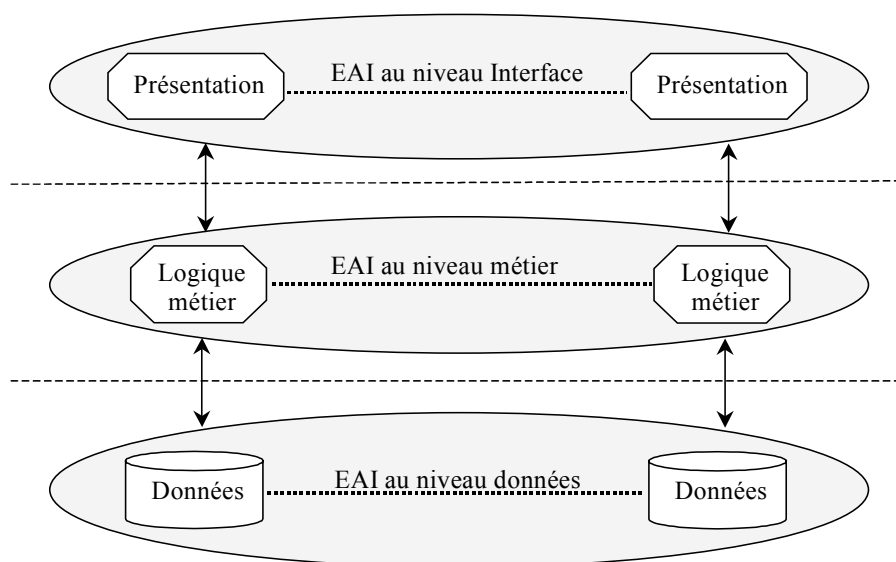 Présentation
EAI au niveau Interface
Présentation
Logique
métier
EAI au niveau métier
Logique
métier
Données
EAI au niveau données
Données